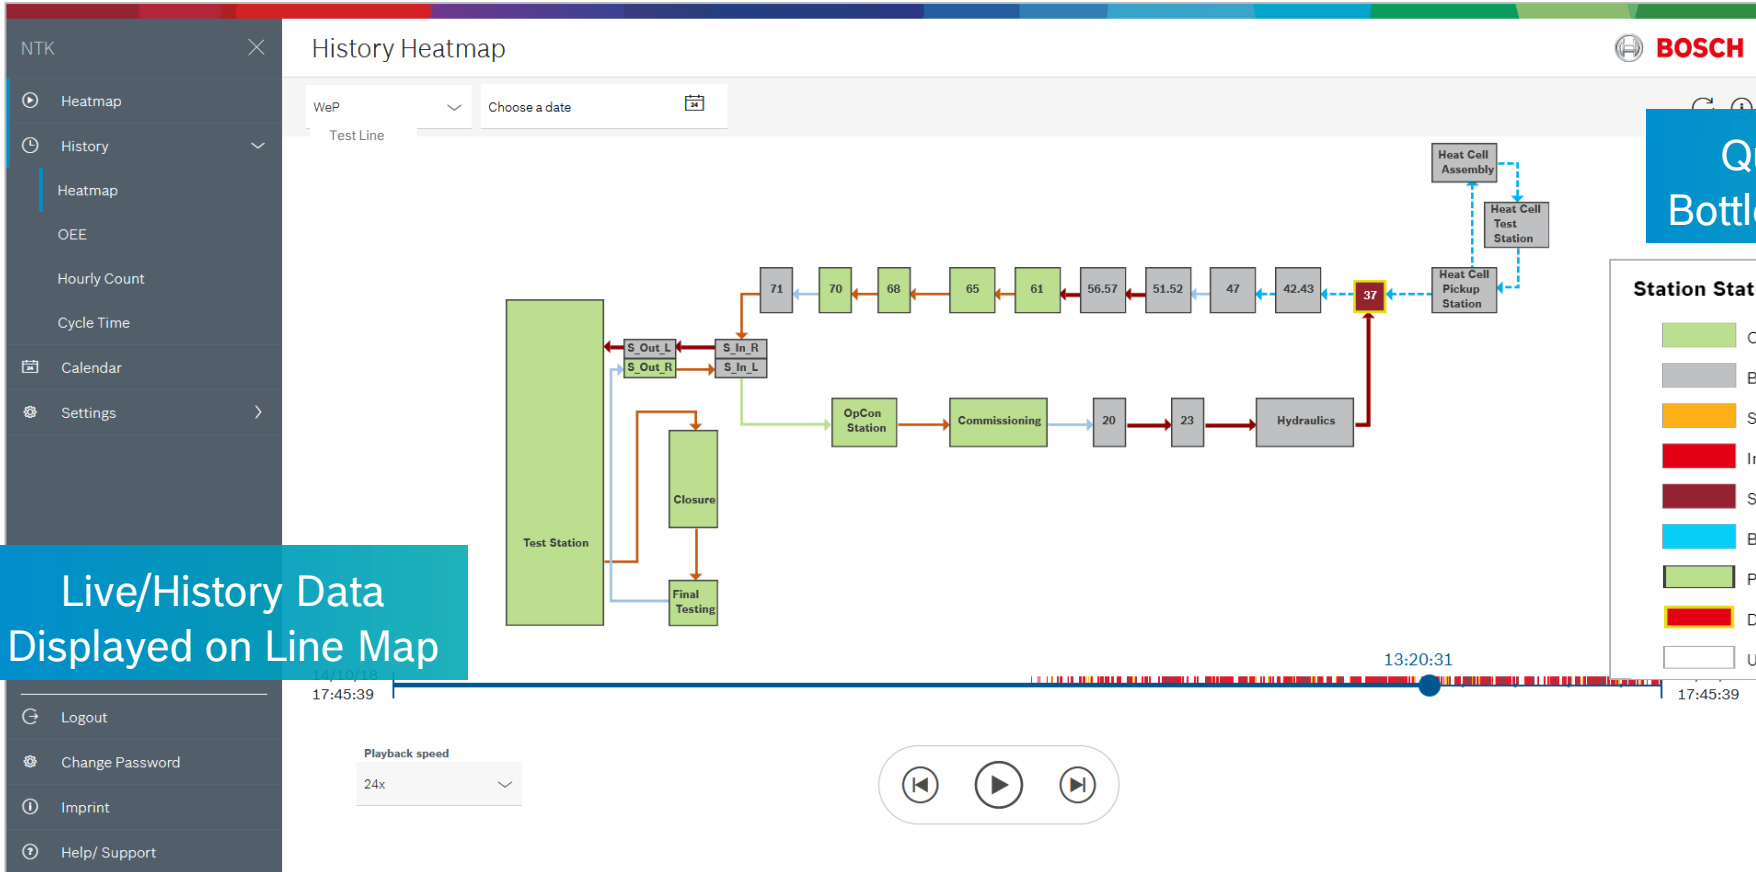 NTK
History Heatmap
BOSCH
Heatmap
WeP
Choose a date
Test Line
History
Heatmap
OEE
Hourly Count
Cycle Time
Calendar
Settings
Heat Cell
Assembly
Heat Cell
Test
Station
Heat Cell
Pickup
Station
71
70
68
65
61
56.57
51.52
47
42.43
37
S_Out_L
S_In_R
S_Out_R
S_In_L
OpCon
Station
Commissioning
20
23
Hydraulics
Closure
Test Station
Final
Testing
Live/History Data
Displayed on Line Map
14/10/18
17:45:39
13:20:31
17:45:39
Playback speed
24x
Logout
Change Password
Imprint
Help/ Support